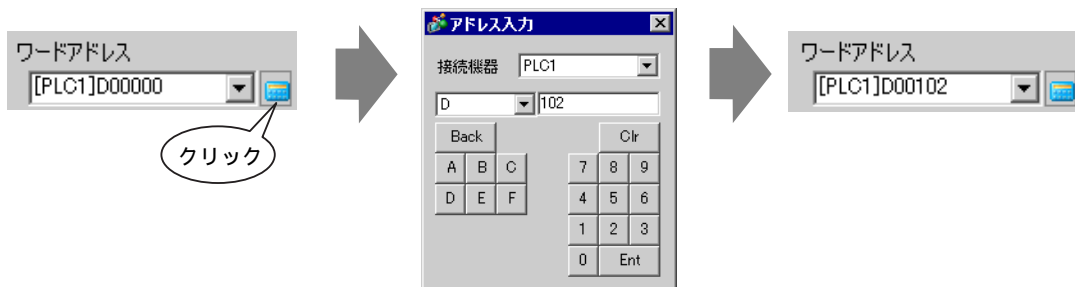 ワードアドレス
[PLC1]D00000
クリック
アドレス入力
接続機器 PLC1
D 102
Back Clr
A B C 7 8 9
D E F 4 5 6
1 2 3
0 Ent
ワードアドレス
[PLC1]D00102